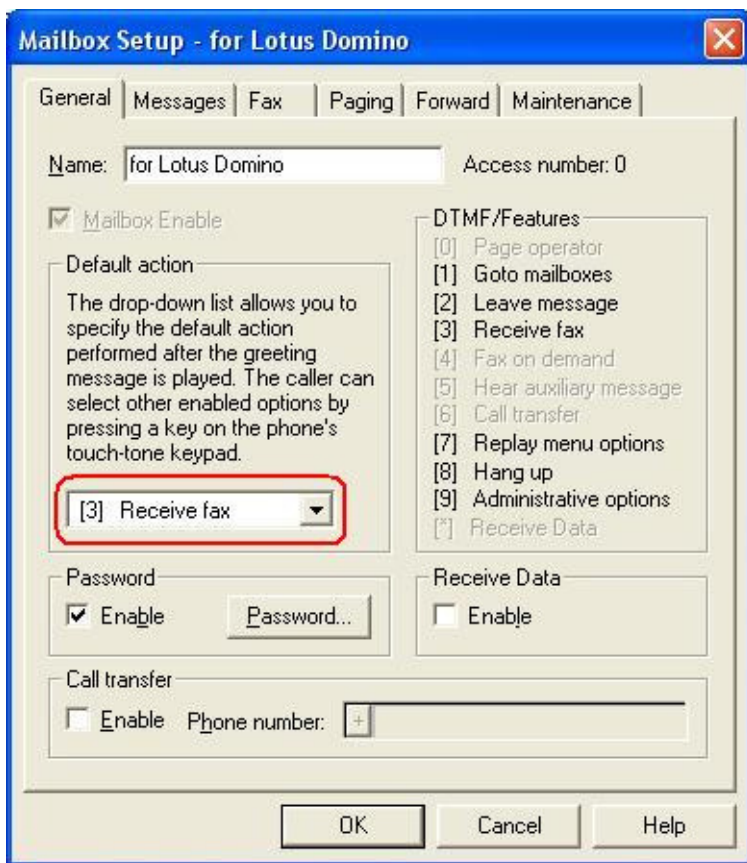 Mailbox Setup - for Lotus Domino
General Messages Fax Paging Forward Maintenance
Name: for Lotus Domino Access number: 0
Mailbox Enable
Default action
The drop-down list allows you to
specify the default action
performed after the greeting
message is played. The caller can
select other enabled options by
pressing a key on the phone's
touch-tone keypad.
[3] Receive fax
DTMF/Features
[0] Page operator
[1] Goto mailboxes
[2] Leave message
[3] Receive fax
[4] Fax on demand
[5] Hear auxiliary message
[6] Call transfer
[7] Replay menu options
[8] Hang up
[9] Administrative options
[*] Receive Data
Password
Enable Password...
Receive Data
Enable
Call transfer
Enable Phone number: +
OK Cancel Help